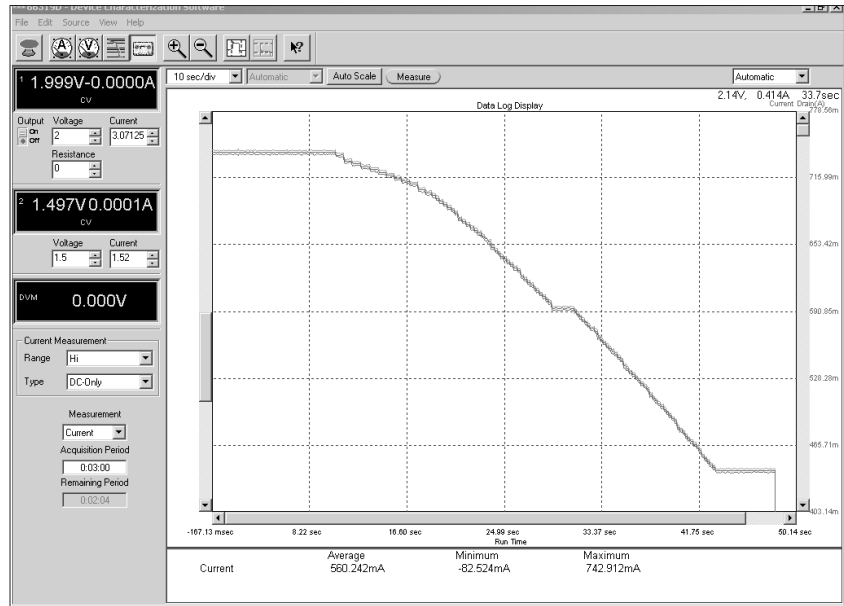 66319D - Device Characterization Software
File Edit Source View Help
10 sec/div Automatic Auto Scale Measure Automatic
1 1.999V-0.0000A
CV
Output Voltage Current
On
Off
2 3.07125
Resistance
0
2 1.497V 0.0001A
CV
Voltage Current
1.5 1.52
DVM 0.000V
Current Measurement
Range Hi
Type DC-Only
Measurement
Current
Acquisition Period
0:03:00
Remaining Period
0:02:04
2.14V, 0.414A 33.7sec
Data Log Display
Current Drain(A)
778.56m
715.99m
653.42m
590.85m
528.28m
465.71m
403.14m
-167.13 msec 8.22 sec 16.60 sec 24.99 sec 33.37 sec 41.75 sec 50.14 sec
Run Time
Average Minimum Maximum
Current 560.242mA -82.524mA 742.912mA